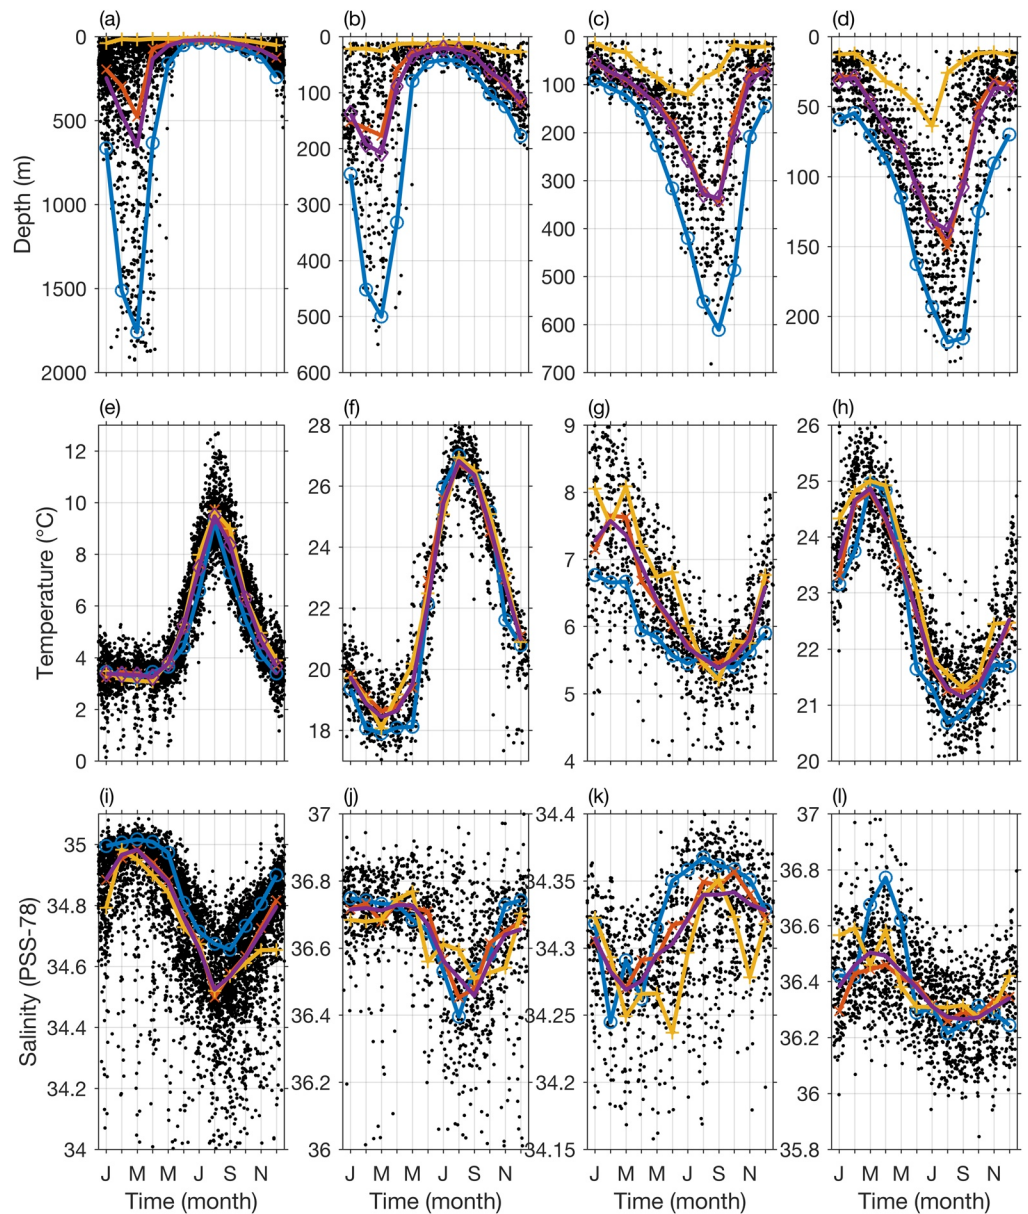 (a) (b) (c) (d)
0 0 0 0
500 100 100 50
1000 200 200 100
1500 300 300 150
2000 400 400 200
500 500
600 600
700
Depth (m)
(e) (f) (g) (h)
12 28 9 26
10 26 8 25
8 24 7 24
6 22 6 23
4 20 5 22
2 18 4 21
0 20
Temperature (°C)
(i) (j) (k) (l)
35 37 34.4 37
34.8 36.8 34.35 36.8
34.6 36.6 34.3 36.6
34.4 36.4 34.25 36.4
34.2 36.2 34.2 36.2
34 36 34.15 36
35.8
Salinity (PSS-78)
J M M J S N J M M J S N J M M J S N J M M J S N
Time (month) Time (month) Time (month) Time (month)